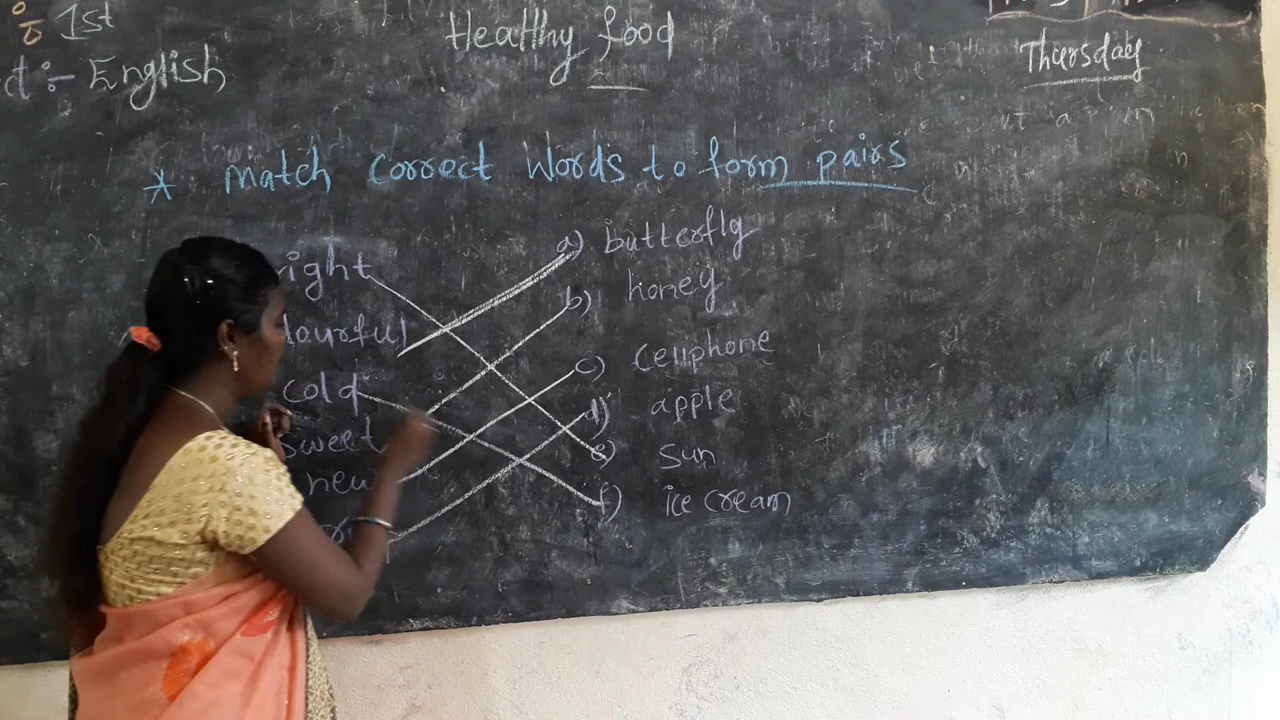 1st
Healthy food
English
Thursday
* Match Correct Words to form pairs
ight a) butterfly
lourful b) honey
cold c) Cellphone
sweet d) apple
new e) sun
f) ice cream